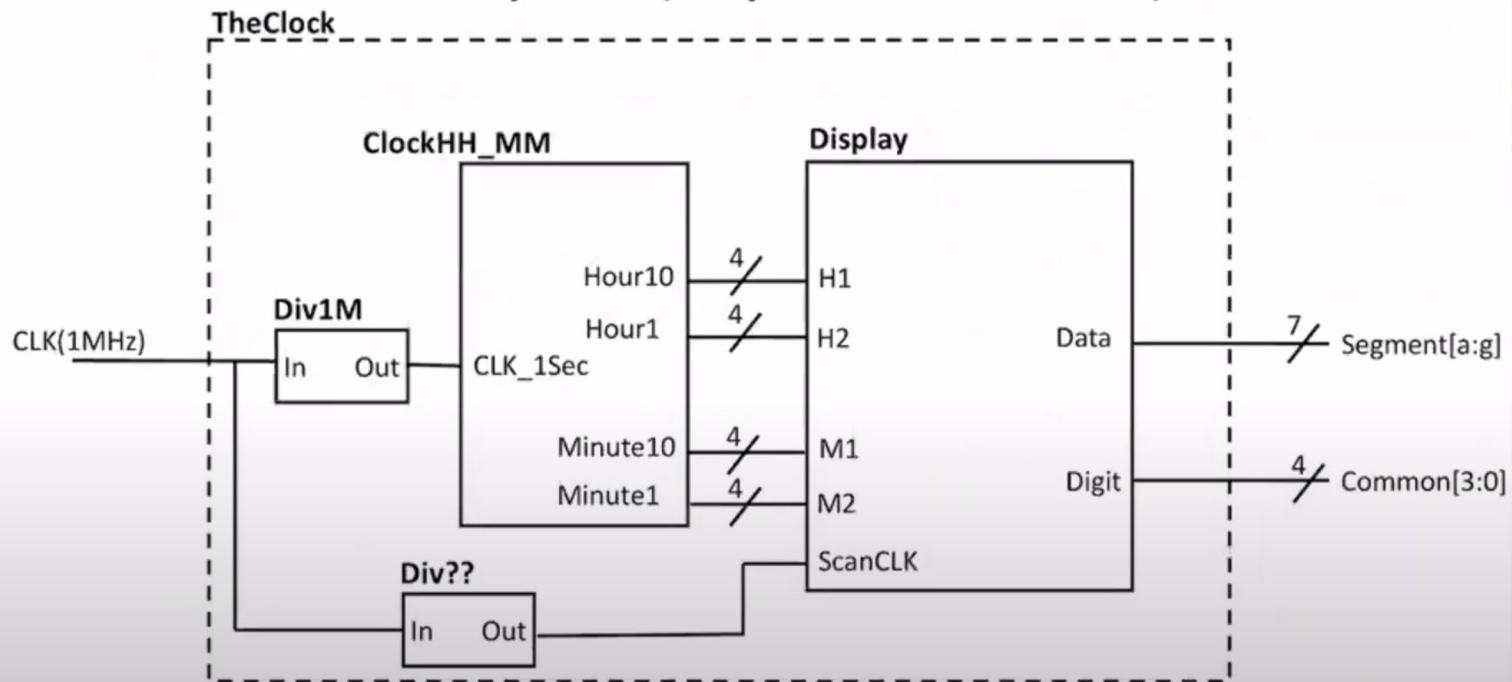 TheClock
ClockHH_MM
Display
Hour10
4
H1
Div1M
Hour1
4
H2
CLK(1MHz)
In
Out
CLK_1Sec
Data
7
Segment[a:g]
Minute10
4
M1
Minute1
4
M2
Digit
4
Common[3:0]
ScanCLK
Div??
In
Out